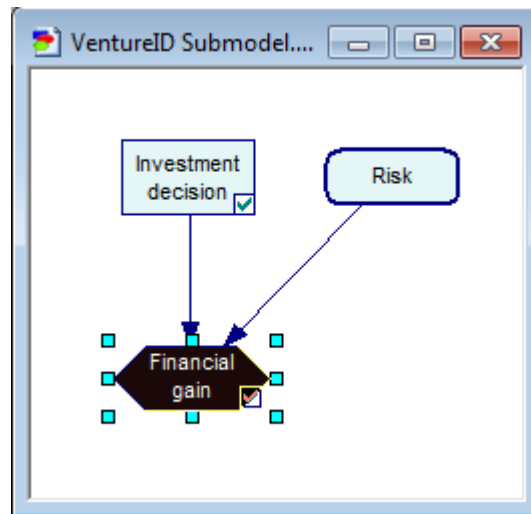 VentureID Submodel....
Investment
decision
Risk
Financial
gain